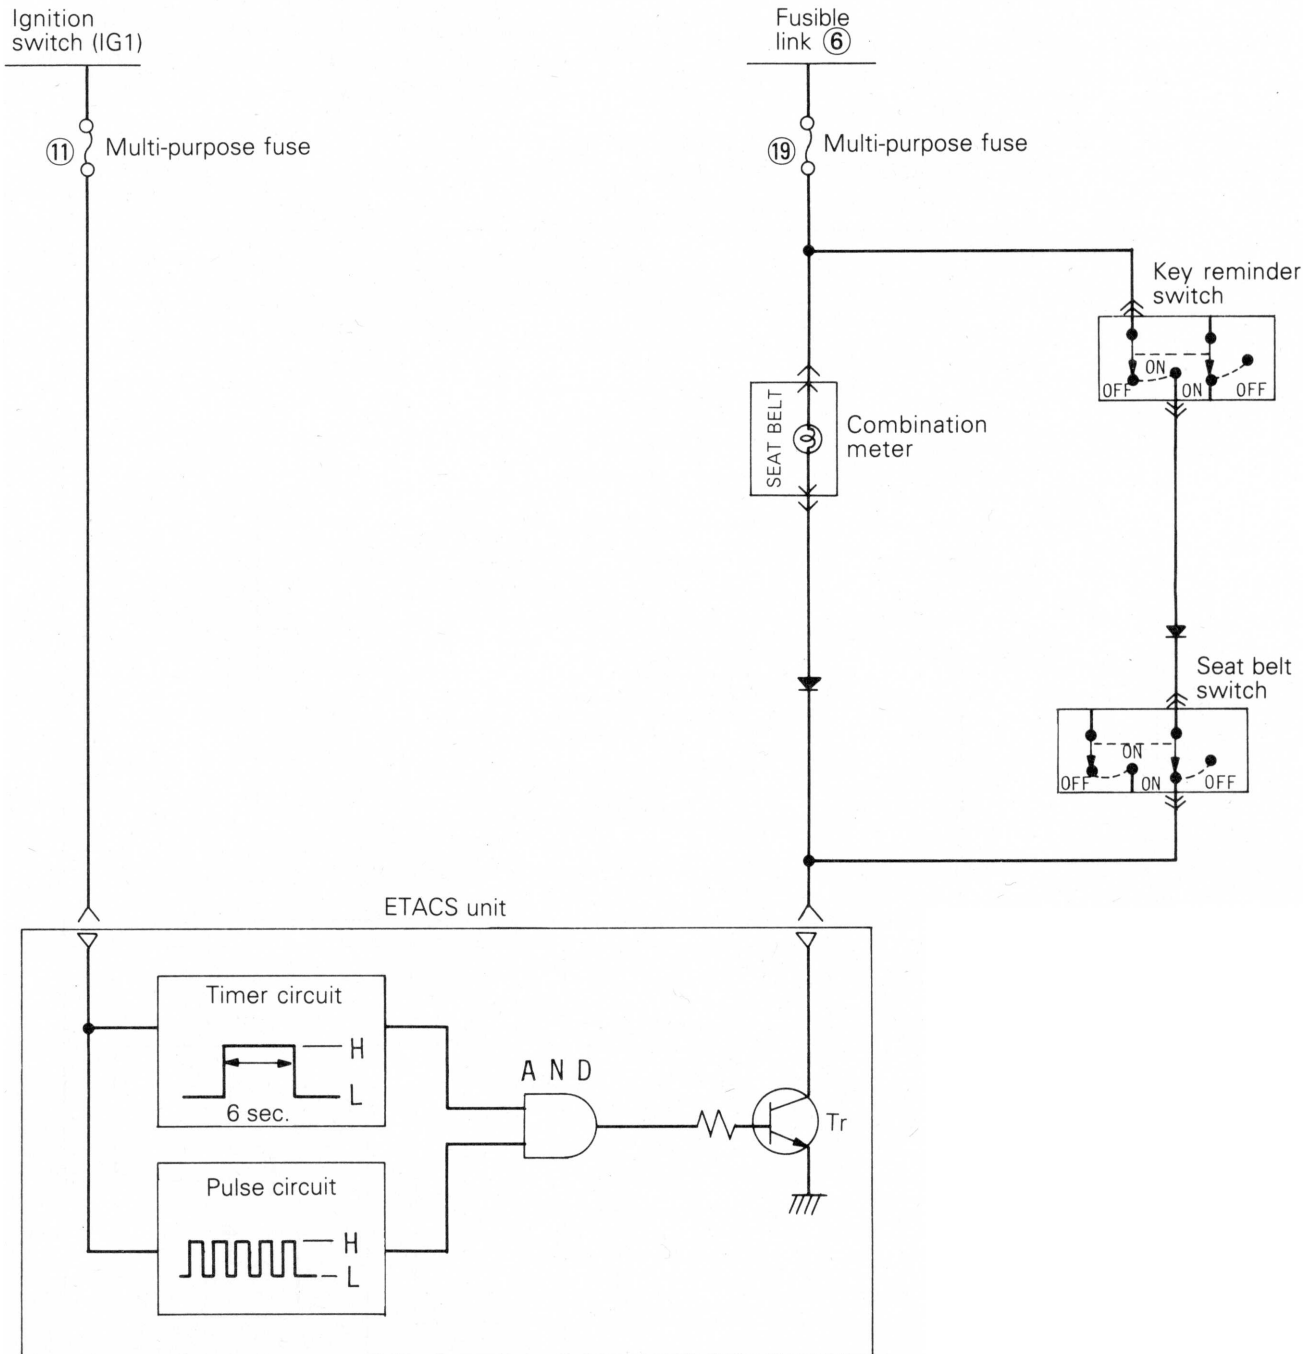 Ignition
switch (IG1)
Fusible
link ⑥
⑪ Multi-purpose fuse
⑲ Multi-purpose fuse
Key reminder
switch
OFF ON ON OFF
SEAT BELT
Combination
meter
Seat belt
switch
OFF ON ON OFF
ETACS unit
Timer circuit
H
L
6 sec.
AND
Tr
Pulse circuit
H
L